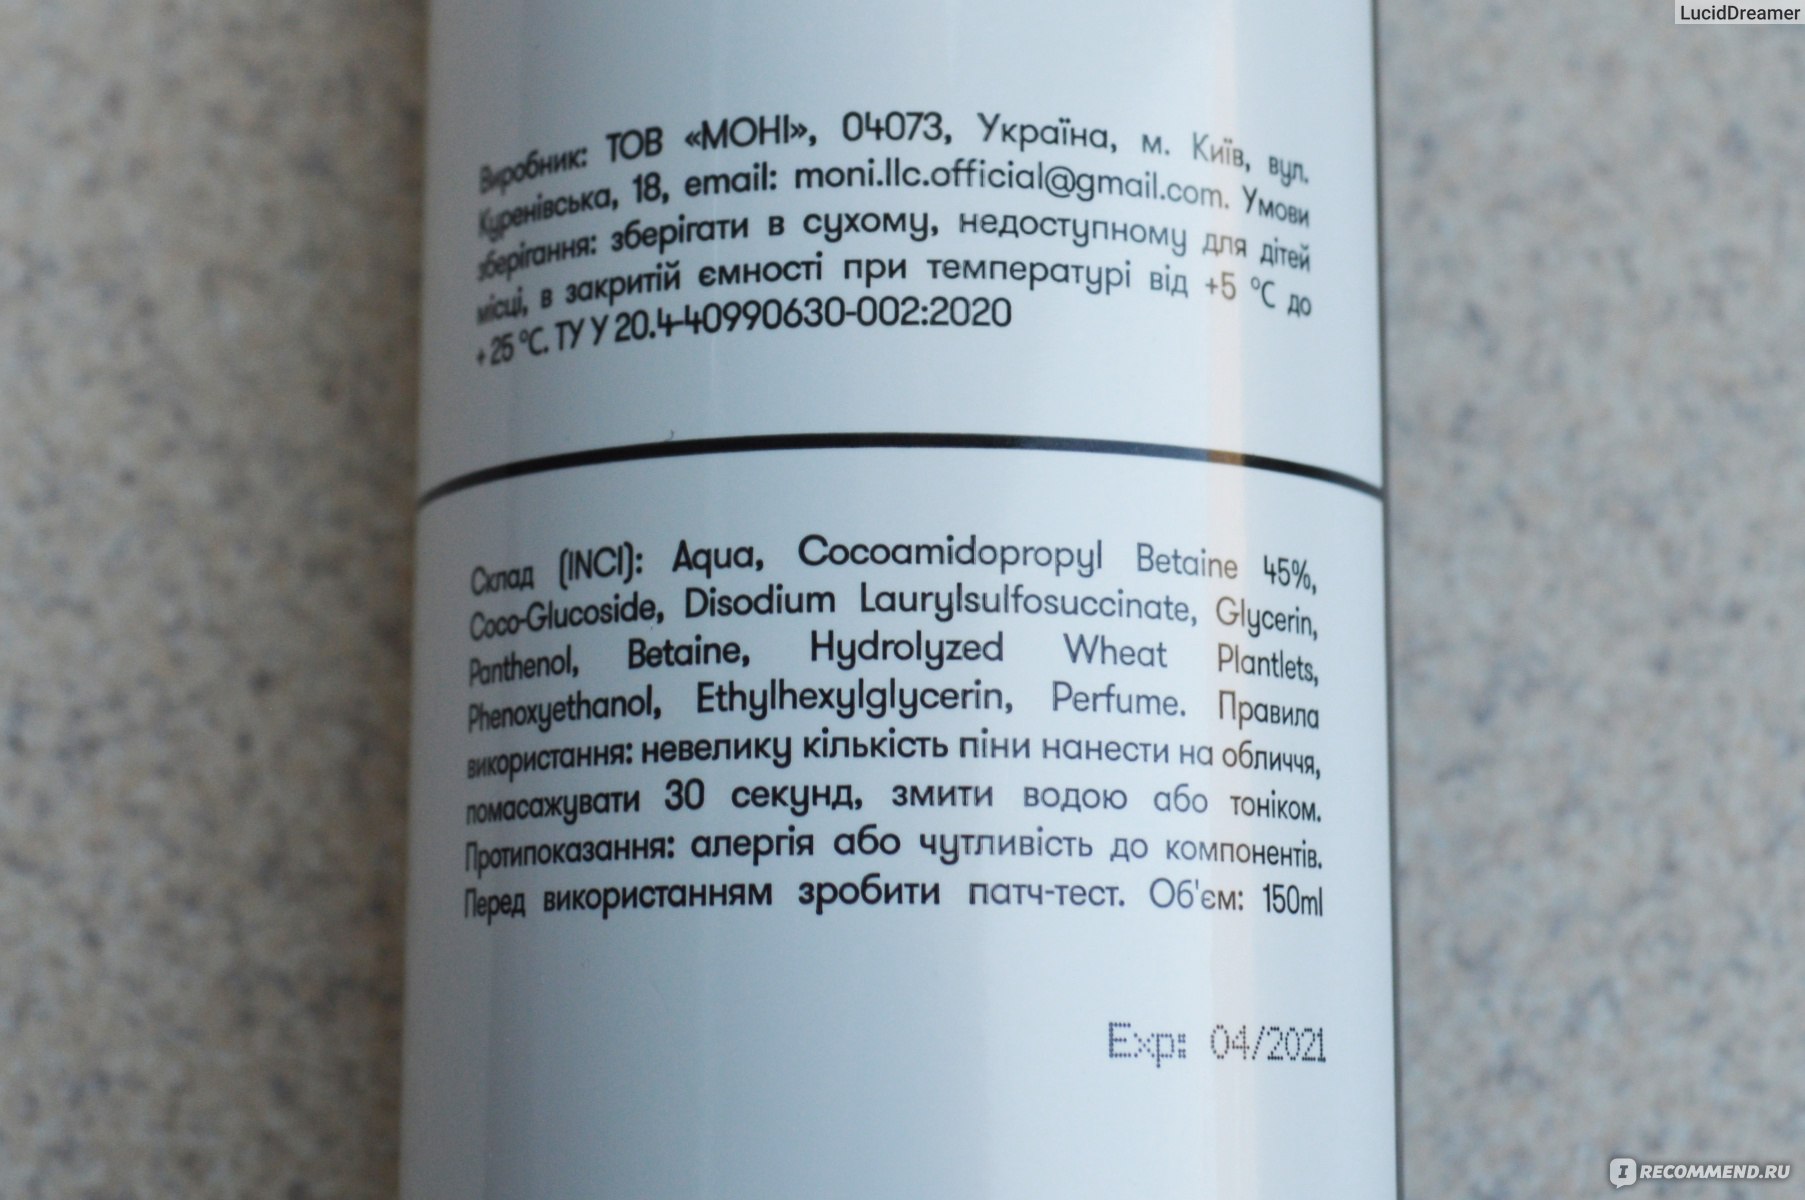 LucidDreamer
Виробник: ТОВ «МОНІ», 04073, Україна, м. Київ, вул.
Куренівська, 18, email: moni.llc.official@gmail.com. Умови
зберігання: зберігати в сухому, недоступному для дітей
місці, в закритій ємності при температурі від +5 °C до
+ 25 °C. ТУ У 20.4-40990630-002:2020
Склад (INCI): Aqua, Cocoamidopropyl Betaine 45%,
Coco-Glucoside, Disodium Laurylsulfosuccinate, Glycerin,
Panthenol, Betaine, Hydrolyzed Wheat Plantlets,
Phenoxyethanol, Ethylhexylglycerin, Perfume. Правила
використання: невелику кількість піни нанести на обличчя,
помасажувати 30 секунд, змити водою або тоніком.
Протипоказання: алергія або чутливість до компонентів.
Перед використанням зробити патч-тест. Об'єм: 150ml
Exp: 04/2021
IRECOMMEND.RU